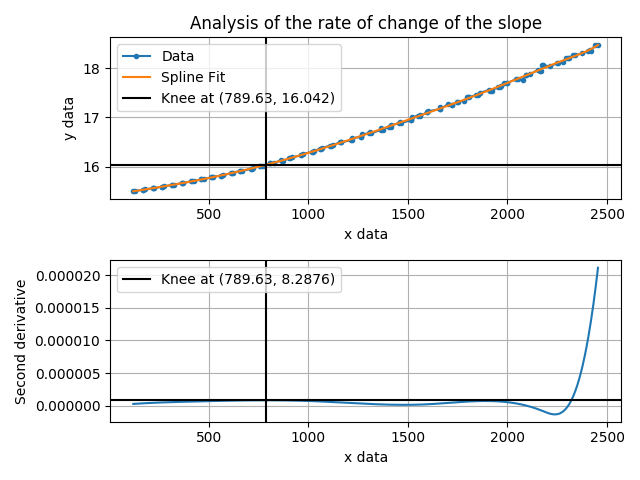 Analysis of the rate of change of the slope
Data
Spline Fit
Knee at (789.63, 16.042)
18
17
16
y data
500 1000 1500 2000 2500
x data
Knee at (789.63, 8.2876)
0.000020
0.000015
0.000010
0.000005
0.000000
Second derivative
500 1000 1500 2000 2500
x data